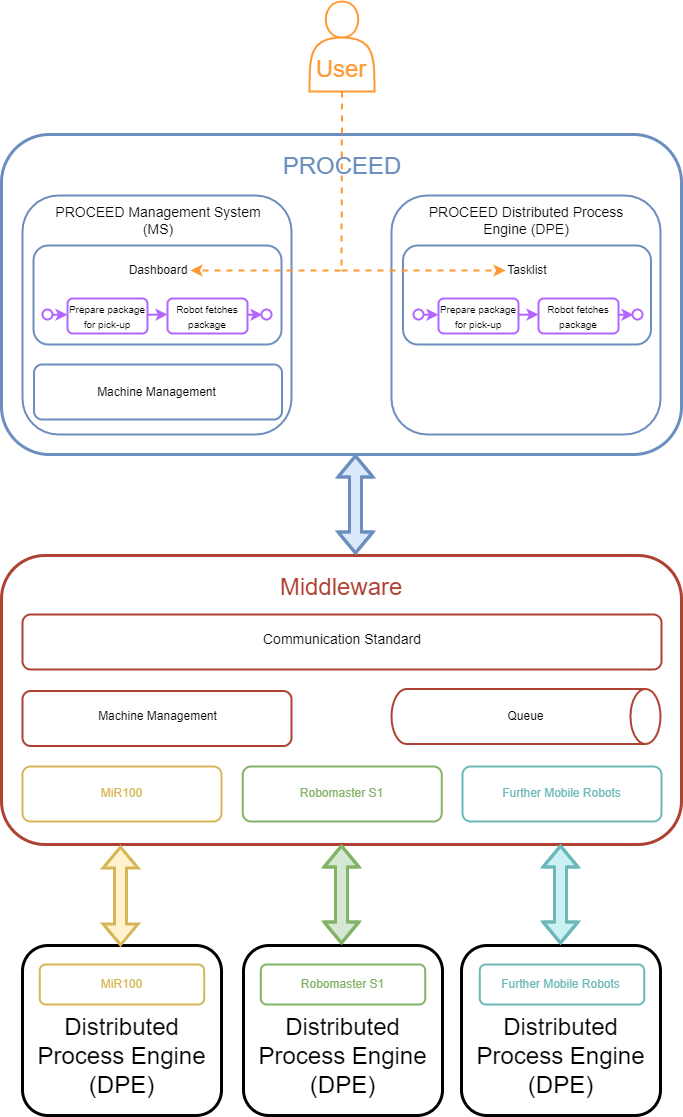 User
PROCEED
PROCEED Management System
(MS)
Dashboard
Prepare package
for pick-up
Robot fetches
package
Machine Management
PROCEED Distributed Process
Engine (DPE)
Tasklist
Prepare package
for pick-up
Robot fetches
package
Middleware
Communication Standard
Machine Management
Queue
MiR100
Robomaster S1
Further Mobile Robots
MiR100
Distributed
Process Engine
(DPE)
Robomaster S1
Distributed
Process Engine
(DPE)
Further Mobile Robots
Distributed
Process Engine
(DPE)